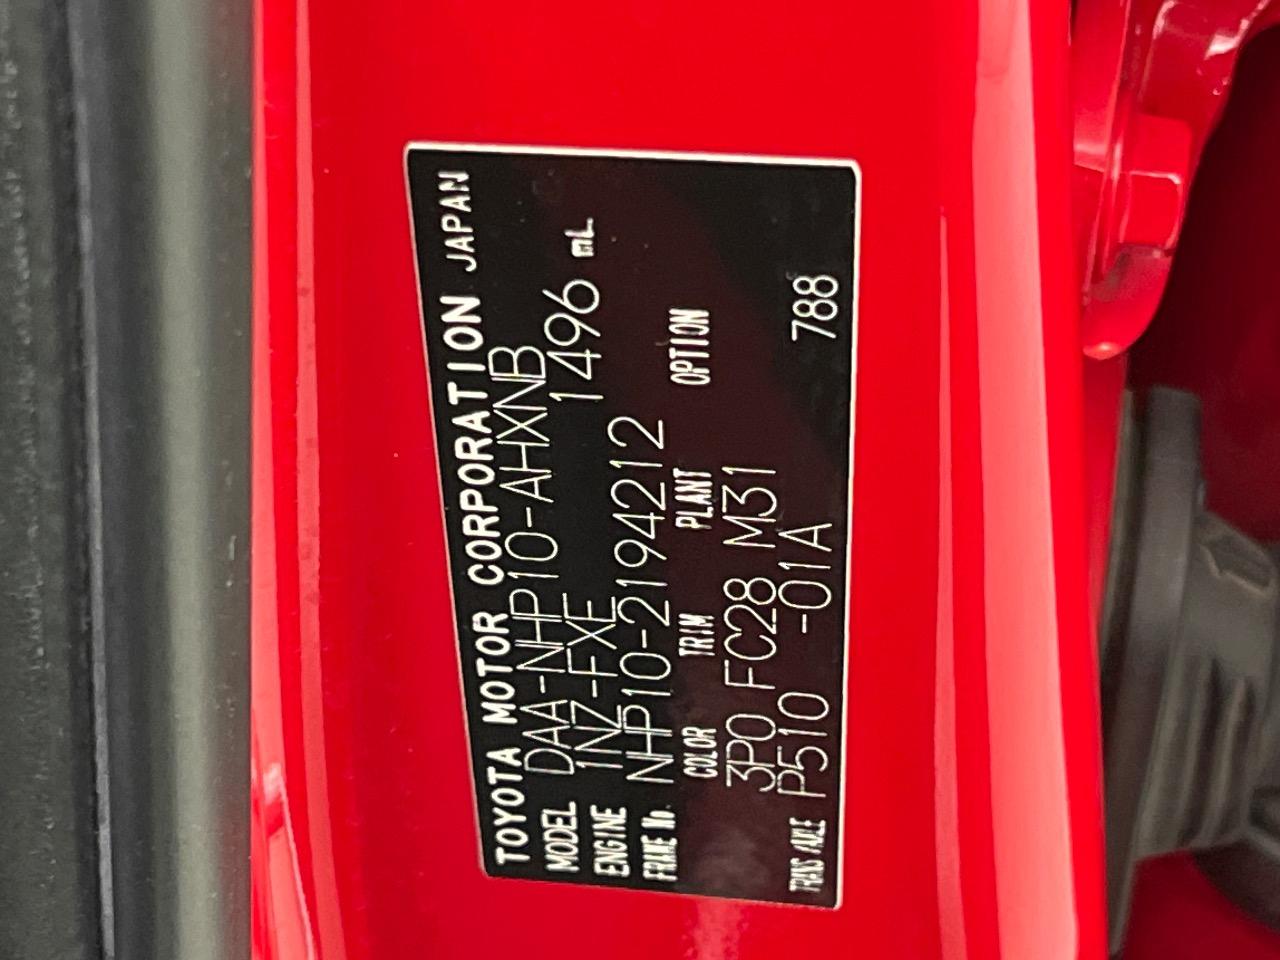 TOYOTA MOTOR CORPORATION JAPAN
MODEL DAA-NHP10-AHXNB
ENGINE 1NZ-FXE 1496 mL
FRAME No. NHP10-2194212
COLOR TRIM PLANT OPTION
3P0 FC28 M31
TRANS/AXLE P510 -01A 788